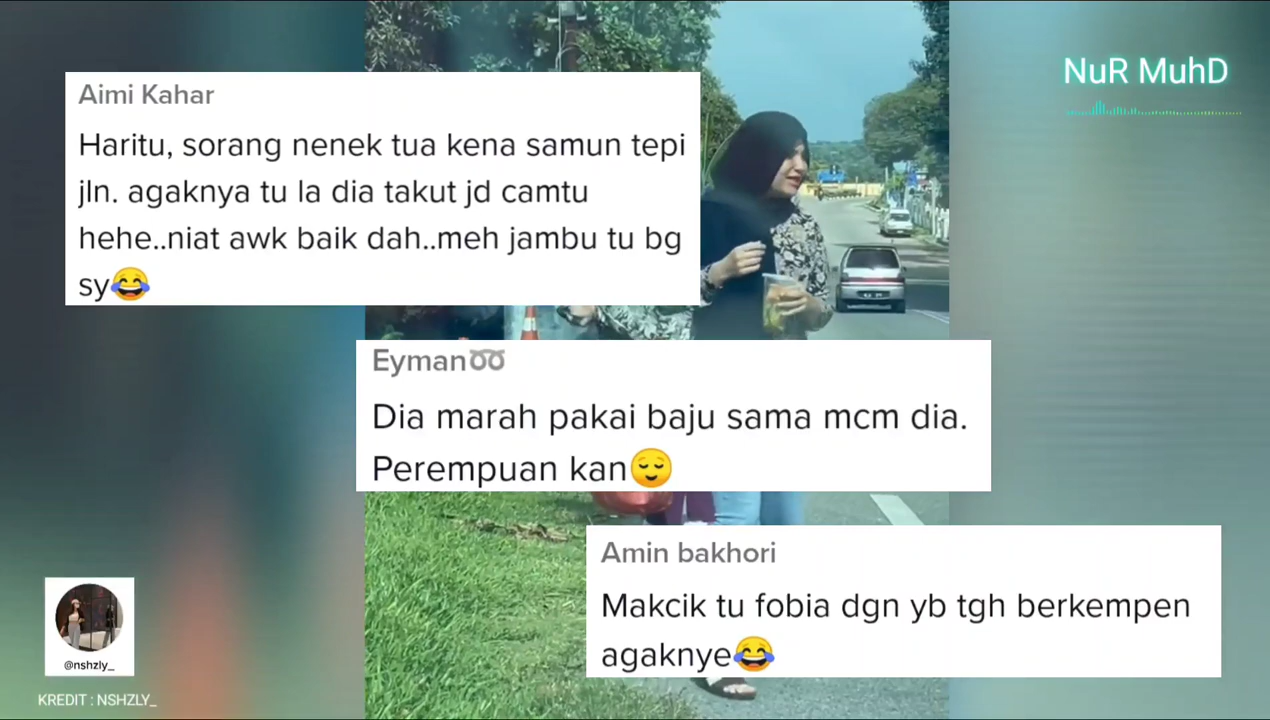 NuR MuhD
Aimi Kahar
Haritu, sorang nenek tua kena samun tepi
jln. agaknya tu la dia takut jd camtu
hehe..niat awk baik dah..meh jambu tu bg
sy😂
Eyman➿
Dia marah pakai baju sama mcm dia.
Perempuan kan😌
Amin bakhori
Makcik tu fobia dgn yb tgh berkempen
agaknye😂
@nshzly_
KREDIT : NSHZLY_